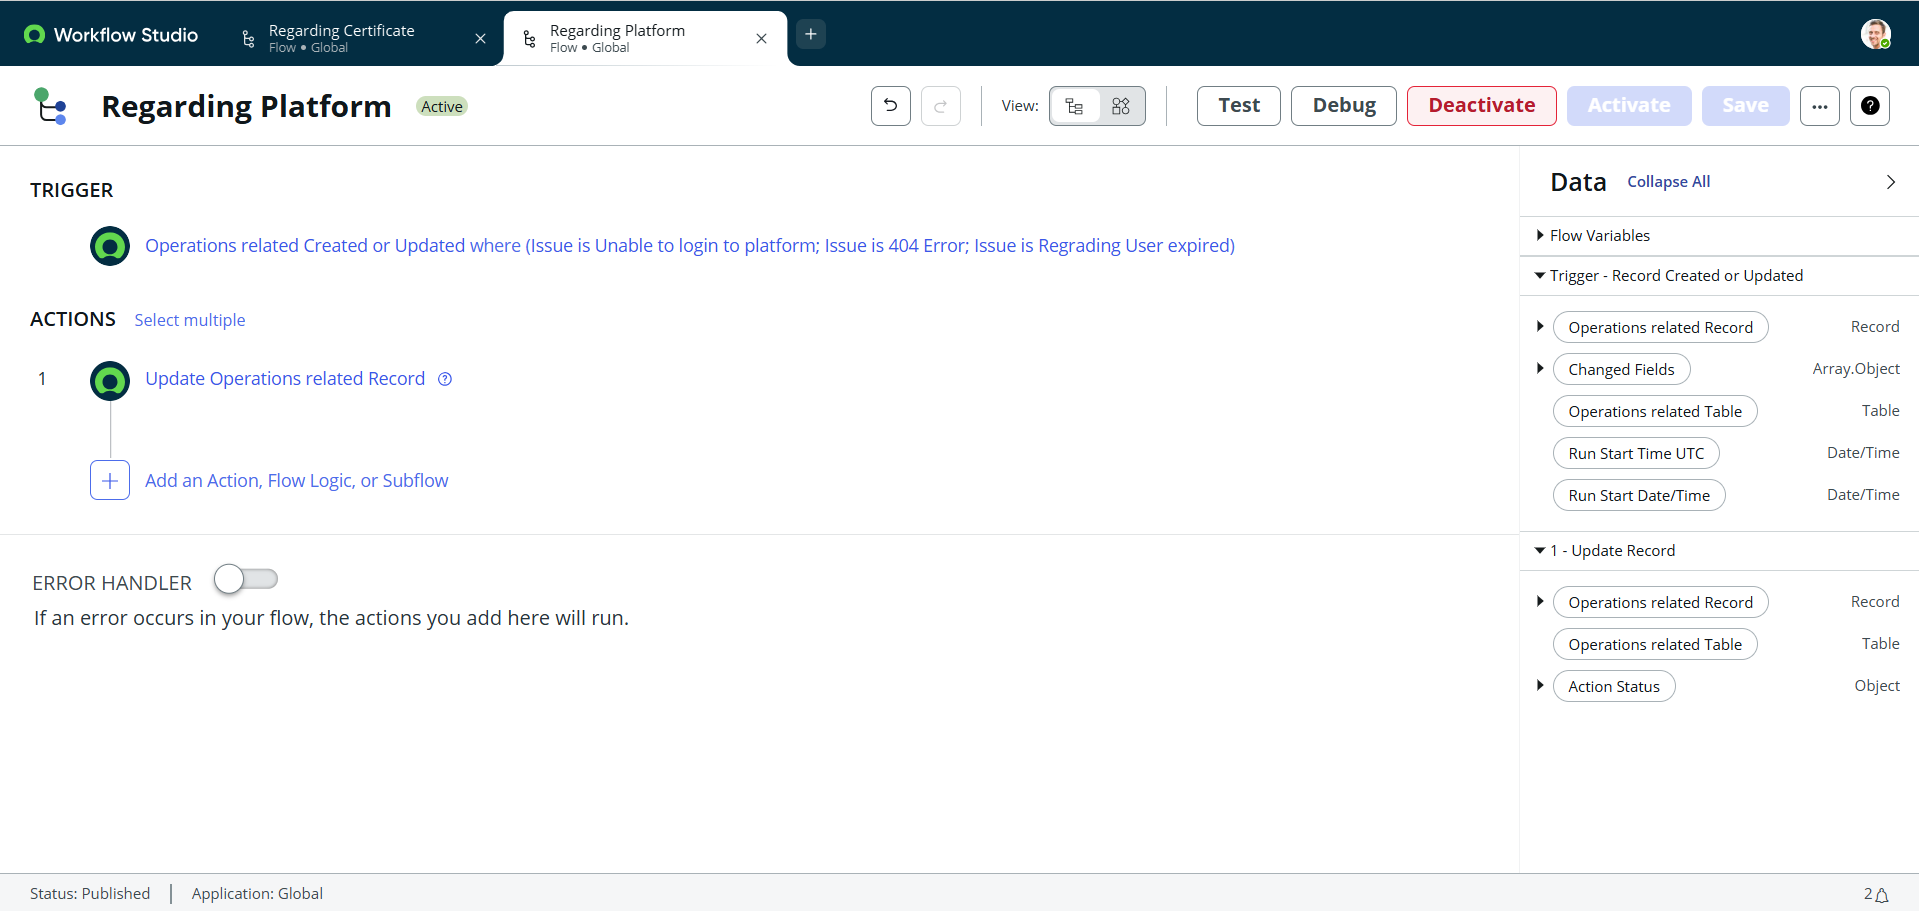 Workflow Studio
Regarding Certificate
Flow • Global
Regarding Platform
Flow • Global
Regarding Platform
Active
View:
Test
Debug
Deactivate
Activate
Save
TRIGGER
Operations related Created or Updated where (Issue is Unable to login to platform; Issue is 404 Error; Issue is Regrading User expired)
ACTIONS
Select multiple
1
Update Operations related Record
Add an Action, Flow Logic, or Subflow
ERROR HANDLER
If an error occurs in your flow, the actions you add here will run.
Data
Collapse All
Flow Variables
Trigger - Record Created or Updated
Operations related Record Record
Changed Fields Array.Object
Operations related Table Table
Run Start Time UTC Date/Time
Run Start Date/Time Date/Time
1 - Update Record
Operations related Record Record
Operations related Table Table
Action Status Object
Status: Published
Application: Global
2